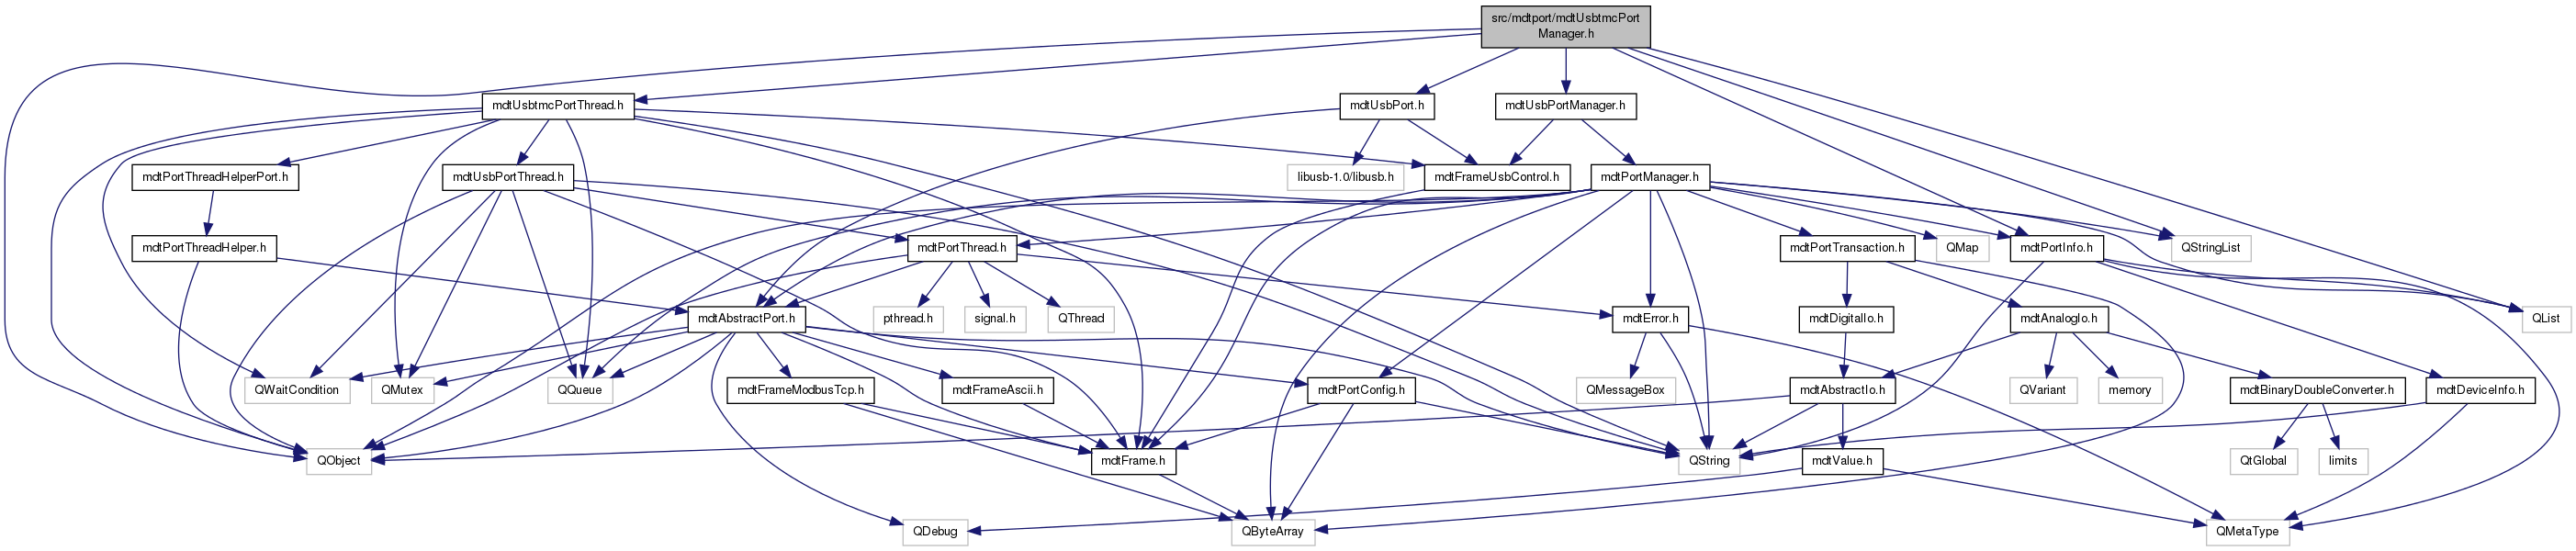 src/mdtport/mdtUsbtmcPort
Manager.h
mdtUsbtmcPortThread.h
mdtUsbPort.h
mdtUsbPortManager.h
mdtPortThreadHelperPort.h
mdtUsbPortThread.h
libusb-1.0/libusb.h
mdtFrameUsbControl.h
mdtPortManager.h
mdtPortThreadHelper.h
mdtPortThread.h
mdtPortTransaction.h
QMap
mdtPortInfo.h
QStringList
mdtAbstractPort.h
pthread.h
signal.h
QThread
mdtError.h
mdtDigitalIo.h
mdtAnalogIo.h
QList
QWaitCondition
QMutex
QQueue
mdtFrameModbusTcp.h
mdtFrameAscii.h
mdtPortConfig.h
QMessageBox
mdtAbstractIo.h
QVariant
memory
mdtBinaryDoubleConverter.h
mdtDeviceInfo.h
QObject
mdtFrame.h
QString
mdtValue.h
QtGlobal
limits
QDebug
QByteArray
QMetaType